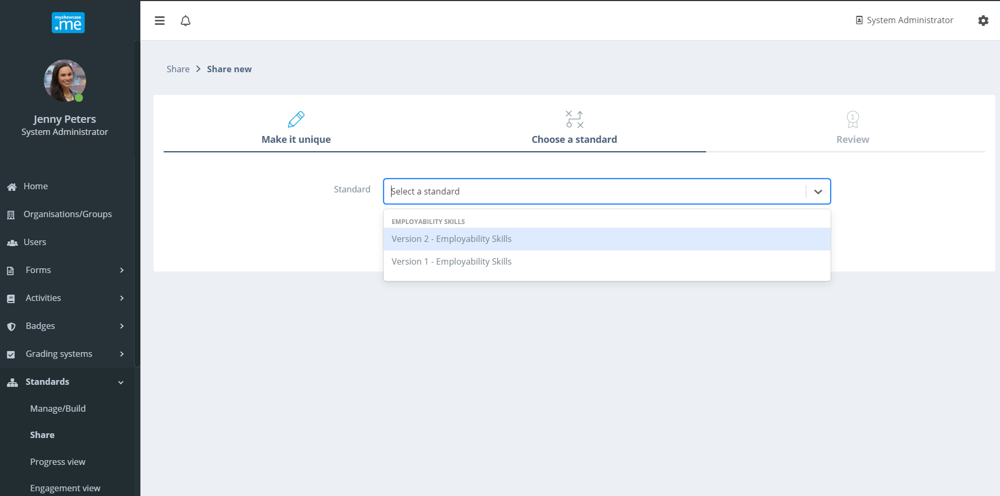 myshowcase
.me
Jenny Peters
System Administrator
Home
Organisations/Groups
Users
Forms
Activities
Badges
Grading systems
Standards
Manage/Build
Share
Progress view
Engagement view
System Administrator
Share > Share new
Make it unique
Choose a standard
1
Review
Standard
Select a standard
EMPLOYABILITY SKILLS
Version 2 - Employability Skills
Version 1 - Employability Skills